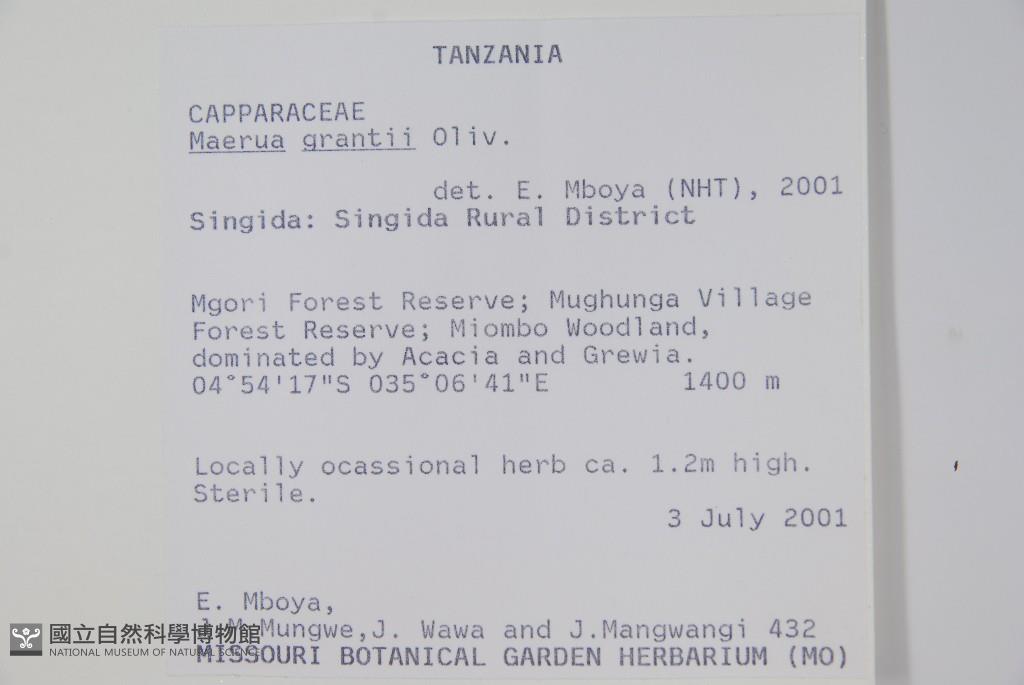 TANZANIA
CAPPARACEAE
Maerua grantii Oliv.
det. E. Mboya (NHT), 2001
Singida: Singida Rural District
Mgori Forest Reserve; Mughunga Village
Forest Reserve; Miombo Woodland,
dominated by Acacia and Grewia.
04°54'17"S 035°06'41"E 1400 m
Locally ocassional herb ca. 1.2m high.
Sterile.
3 July 2001
E. Mboya,
Mungwe,J. Wawa and J.Mangwangi 432
MISSOURI BOTANICAL GARDEN HERBARIUM (MO)
國立自然科學博物館
NATIONAL MUSEUM OF NATURAL SCIENCE